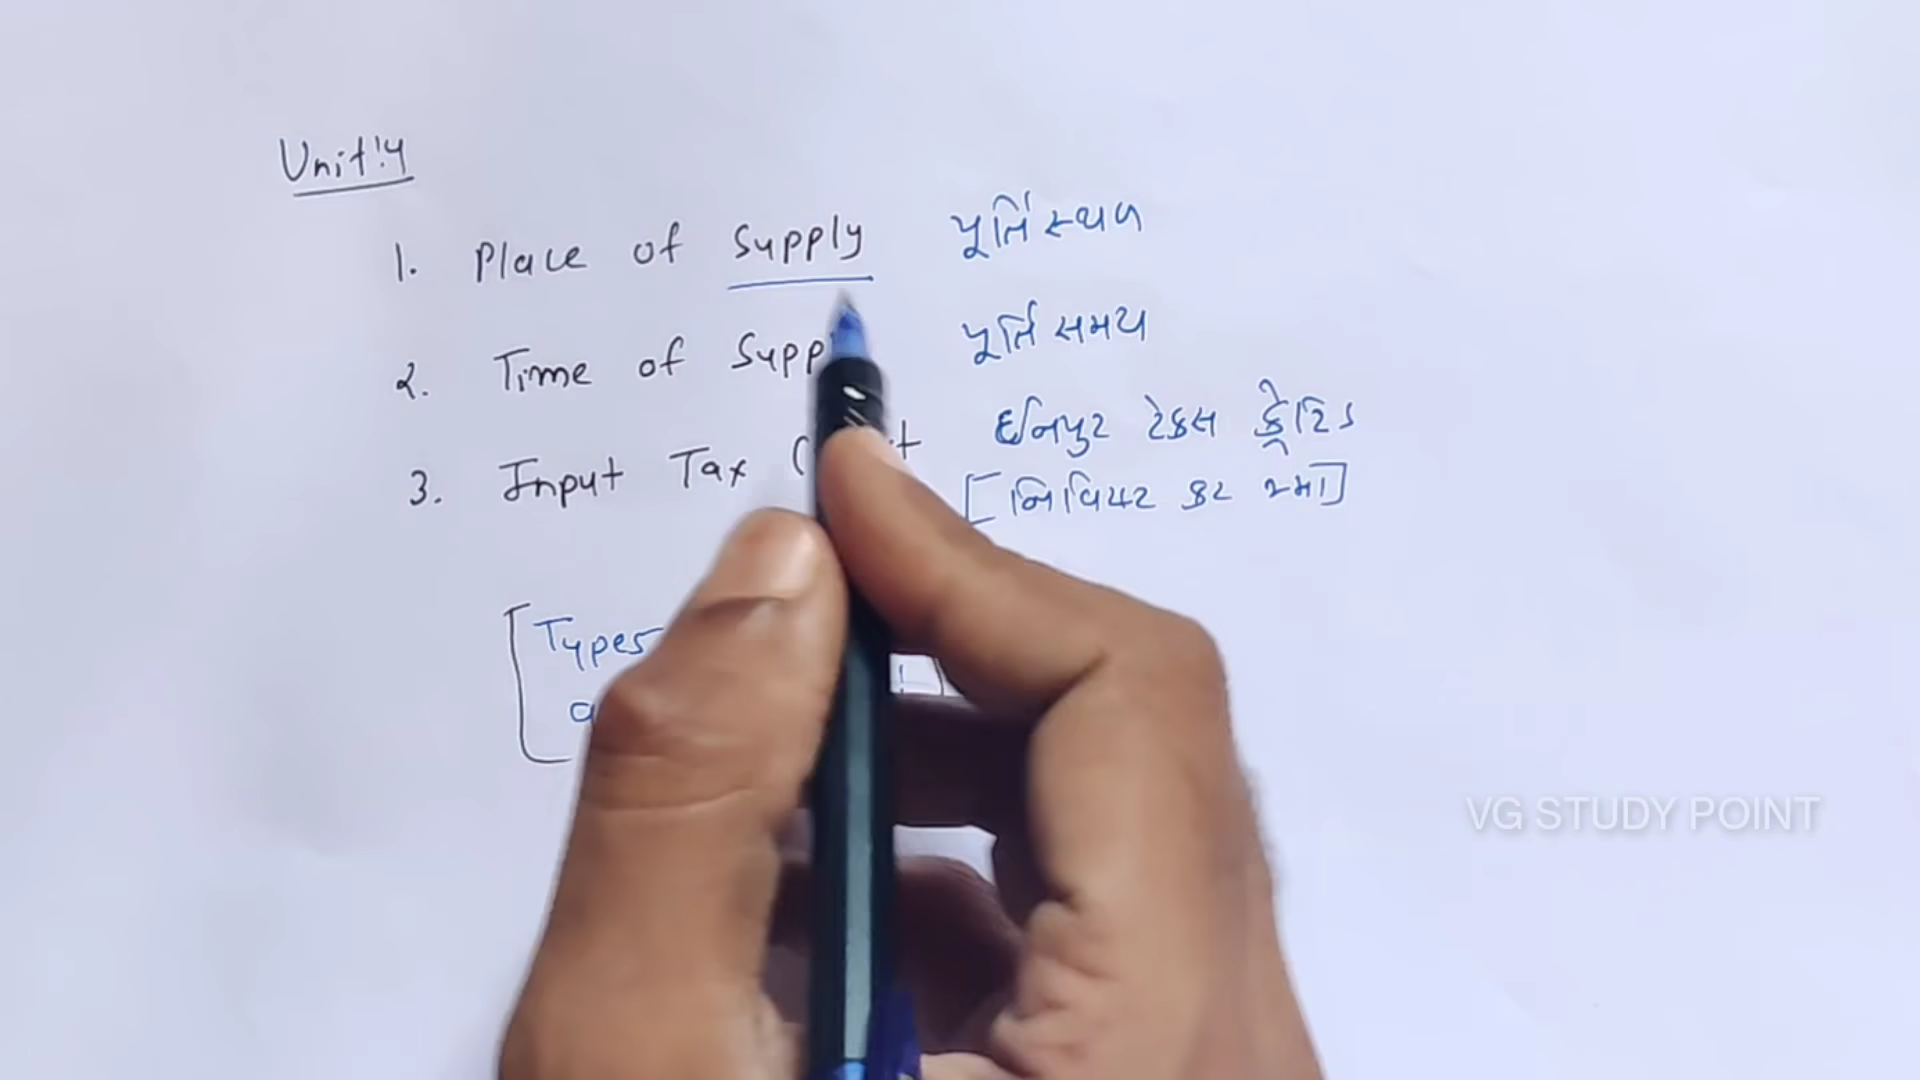 Unit:4
1. Place of Supply પૂર્તિ સ્થળ
2. Time of પૂર્તિ સમય
3. Input Tax ઈનપુટ ટેક્સ ક્રેડિટ
કર જમા]
[Types
VG STUDY POINT